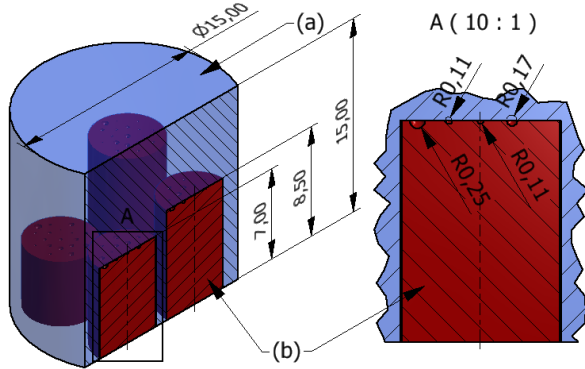 Ø15,00
(a)
A ( 10 : 1 )
R0,11
R0,17
15,00
8,50
7,00
A
R0,25
R0,11
(b)